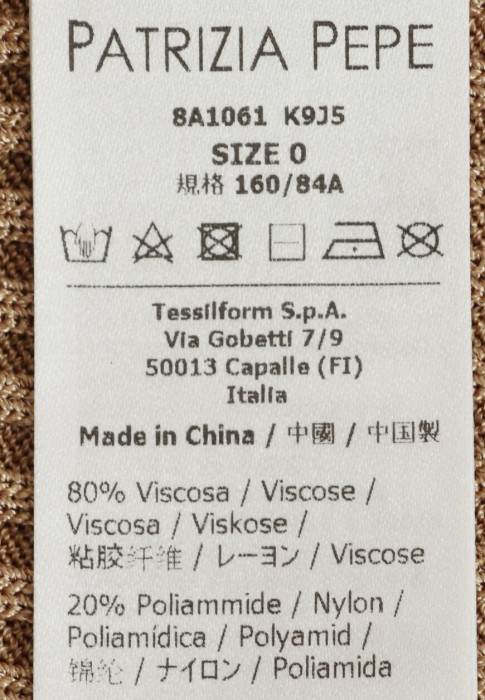 PATRIZIA PEPE
8A1061 K9J5
SIZE 0
規格 160/84A
Tessilform S.p.A.
Via Gobetti 7/9
50013 Capalle (FI)
Italia
Made in China / 中國 / 中国製
80% Viscosa / Viscose /
Viscosa / Viskose /
粘胶纤维 / レーヨン / Viscose
20% Poliammide / Nylon /
Poliamídica / Polyamid /
锦纶 / ナイロン / Poliamida